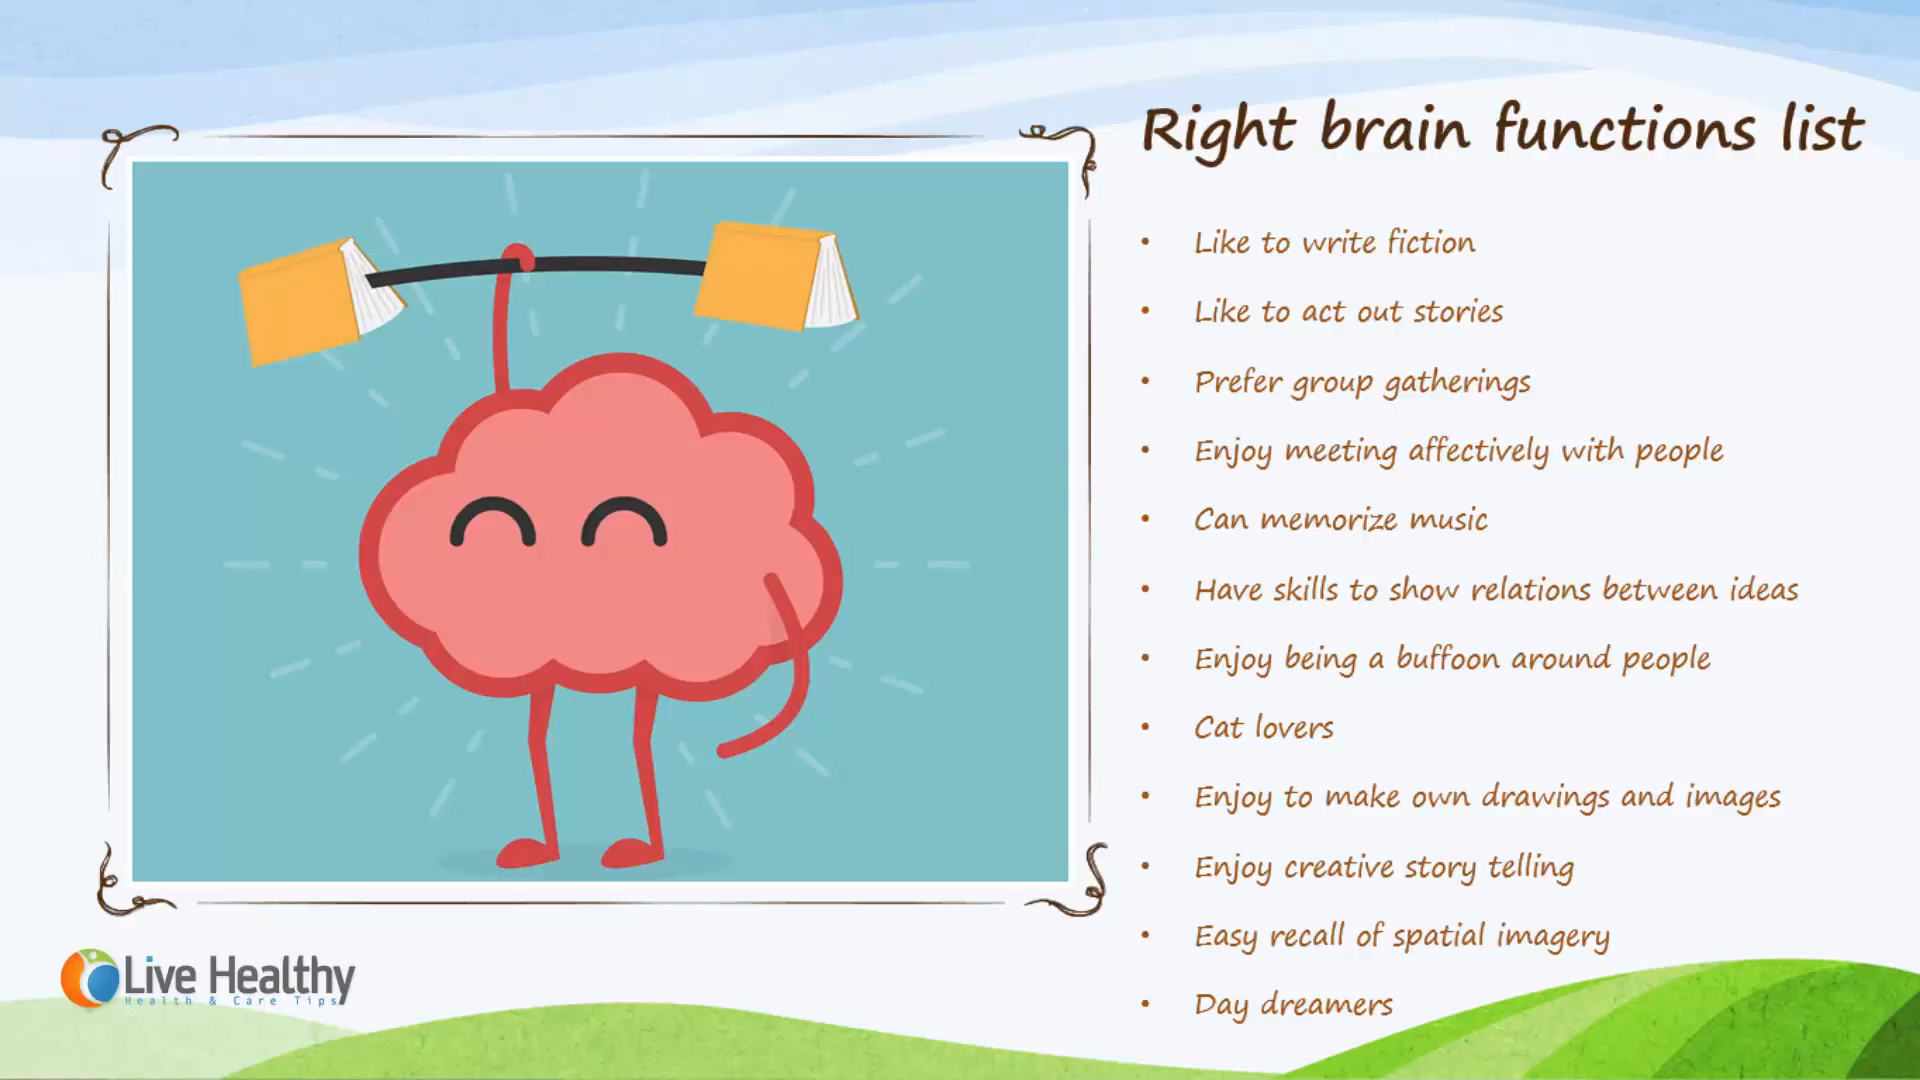 Right brain functions list
• Like to write fiction
• Like to act out stories
• Prefer group gatherings
• Enjoy meeting affectively with people
• Can memorize music
• Have skills to show relations between ideas
• Enjoy being a buffoon around people
• Cat lovers
• Enjoy to make own drawings and images
• Enjoy creative story telling
• Easy recall of spatial imagery
• Day dreamers
Live Healthy
Health & Care Tips